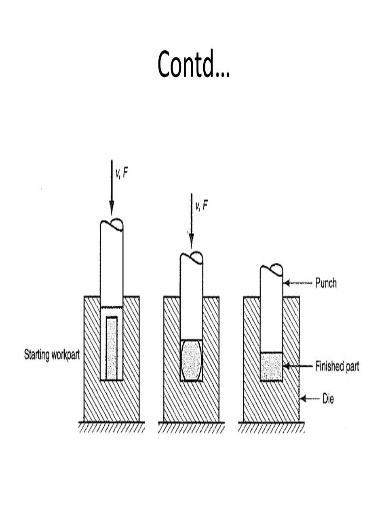 Contd...
v, F
v, F
Punch
Starting workpart
Finished part
Die